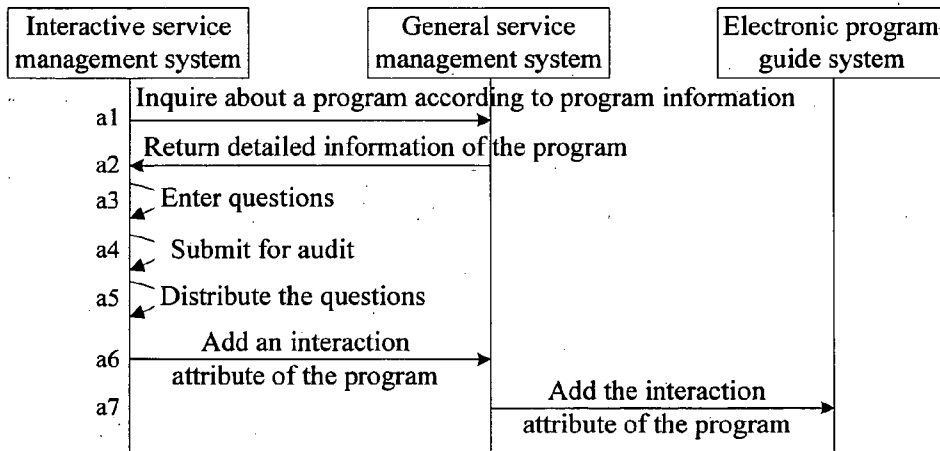 Interactive service
management system
General service
management system
Electronic program
guide system
Inquire about a program according to program information
a1
Return detailed information of the program
a2
a3 Enter questions
a4 Submit for audit
a5 Distribute the questions
Add an interaction
a6
attribute of the program
Add the interaction
a7
attribute of the program